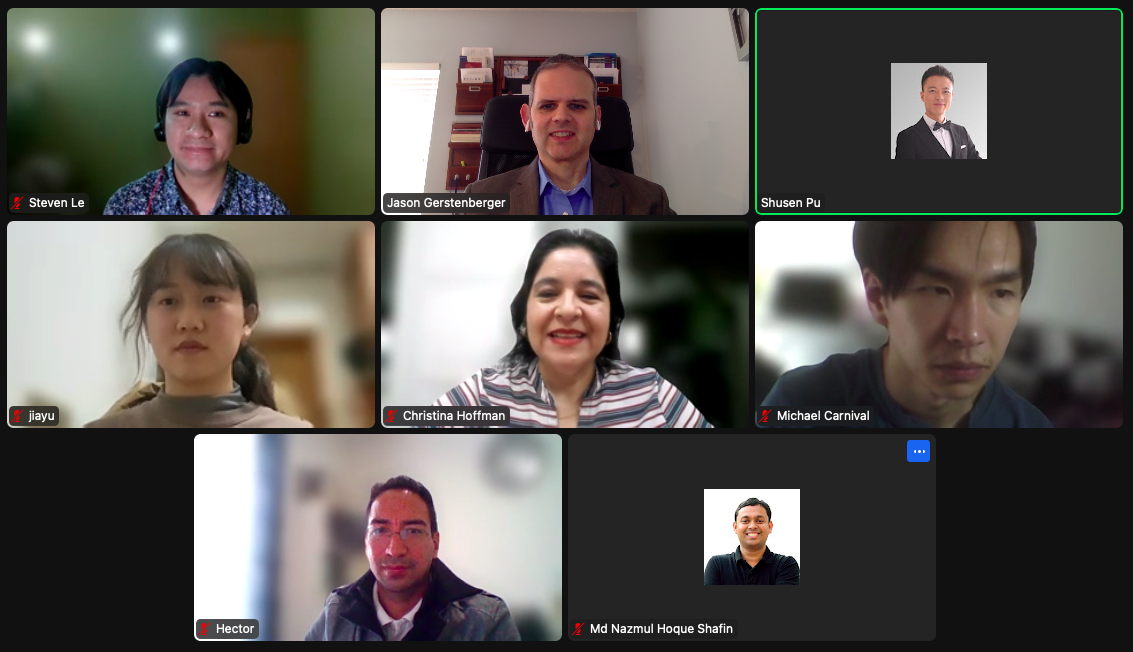 Steven Le
Jason Gerstenberger
Shusen Pu
jiayu
Christina Hoffman
Michael Carnival
Hector
Md Nazmul Hoque Shafin